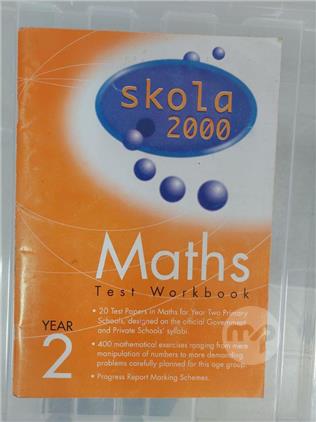 skola
2000
Maths
Test Workbook
YEAR
2
• 20 Test Papers in Maths for Year Two Primary
Schools, designed on the official Government
and Private Schools' syllabi.
• 400 mathematical exercises ranging from mere
manipulation of numbers to more demanding
problems carefully planned for this age group.
• Progress Report Marking Schemes.